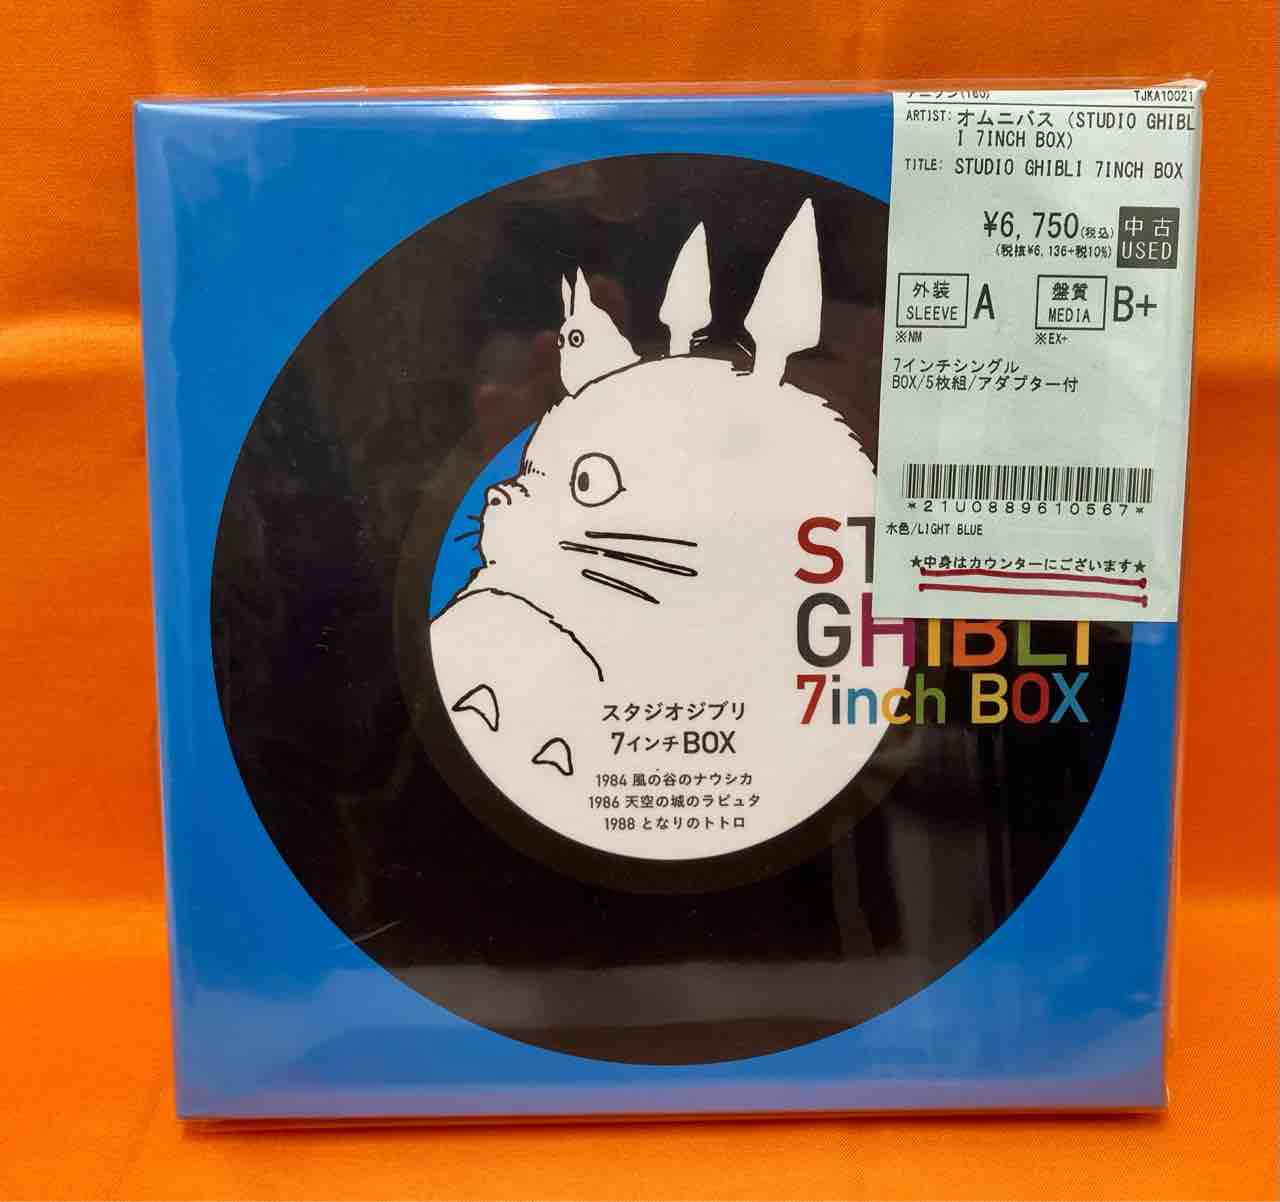 TJKA10021
ARTIST: オムニバス (STUDIO GHIBL
I 7INCH BOX)
TITLE: STUDIO GHIBLI 7INCH BOX
¥6,750(税込)
(税抜¥6,136+税10%)
中古
USED
外装
SLEEVE
A
盤質
MEDIA
B+
※NM
※EX+
7インチシングル
BOX/5枚組/アダプター付
*21U0889610567*
水色/LIGHT BLUE
★中身はカウンターにございます★
ST
GHIBLI
7inch BOX
スタジオジブリ
7インチBOX
1984 風の谷のナウシカ
1986 天空の城のラピュタ
1988 となりのトトロ